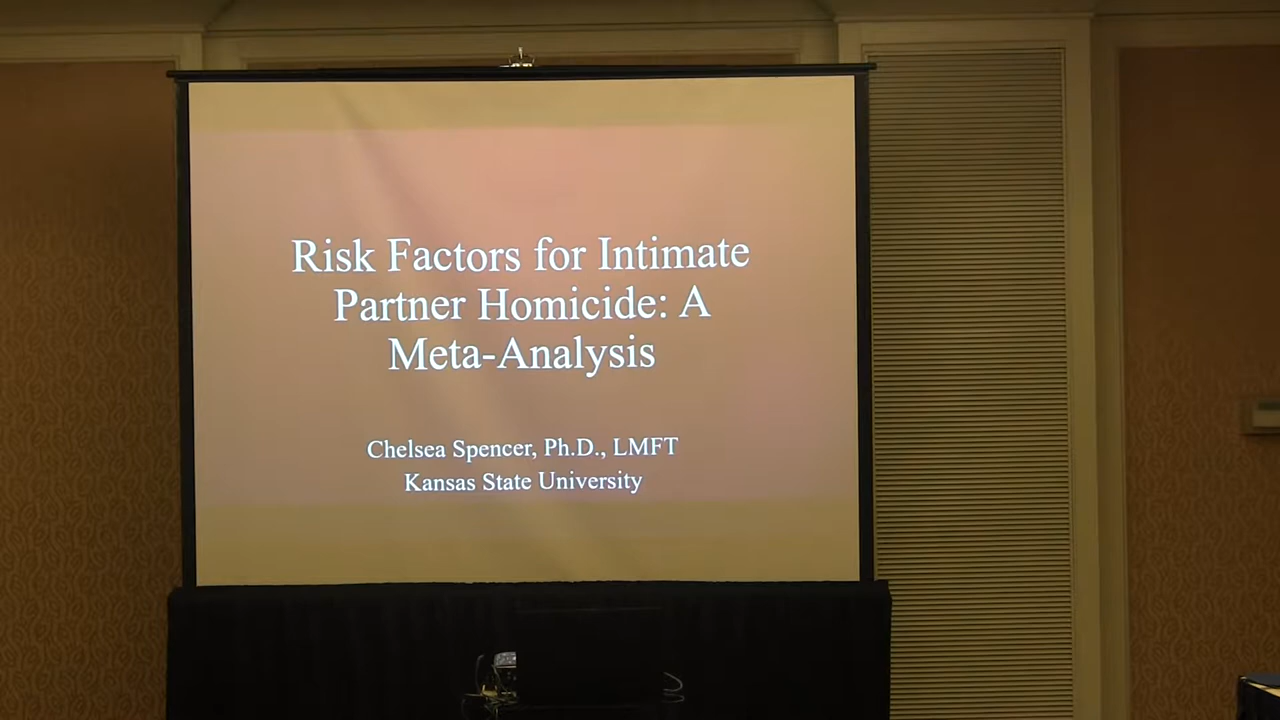 Risk Factors for Intimate
Partner Homicide: A
Meta-Analysis
Chelsea Spencer, Ph.D., LMFT
Kansas State University